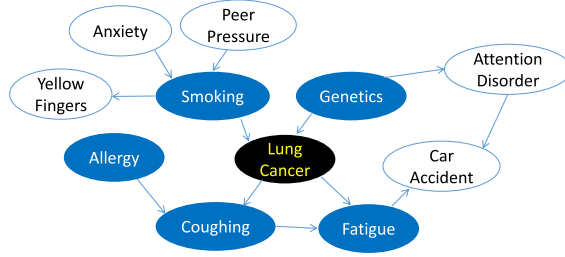 Anxiety
Peer
Pressure
Attention
Disorder
Yellow
Fingers
Smoking
Genetics
Lung
Cancer
Allergy
Car
Accident
Coughing
Fatigue